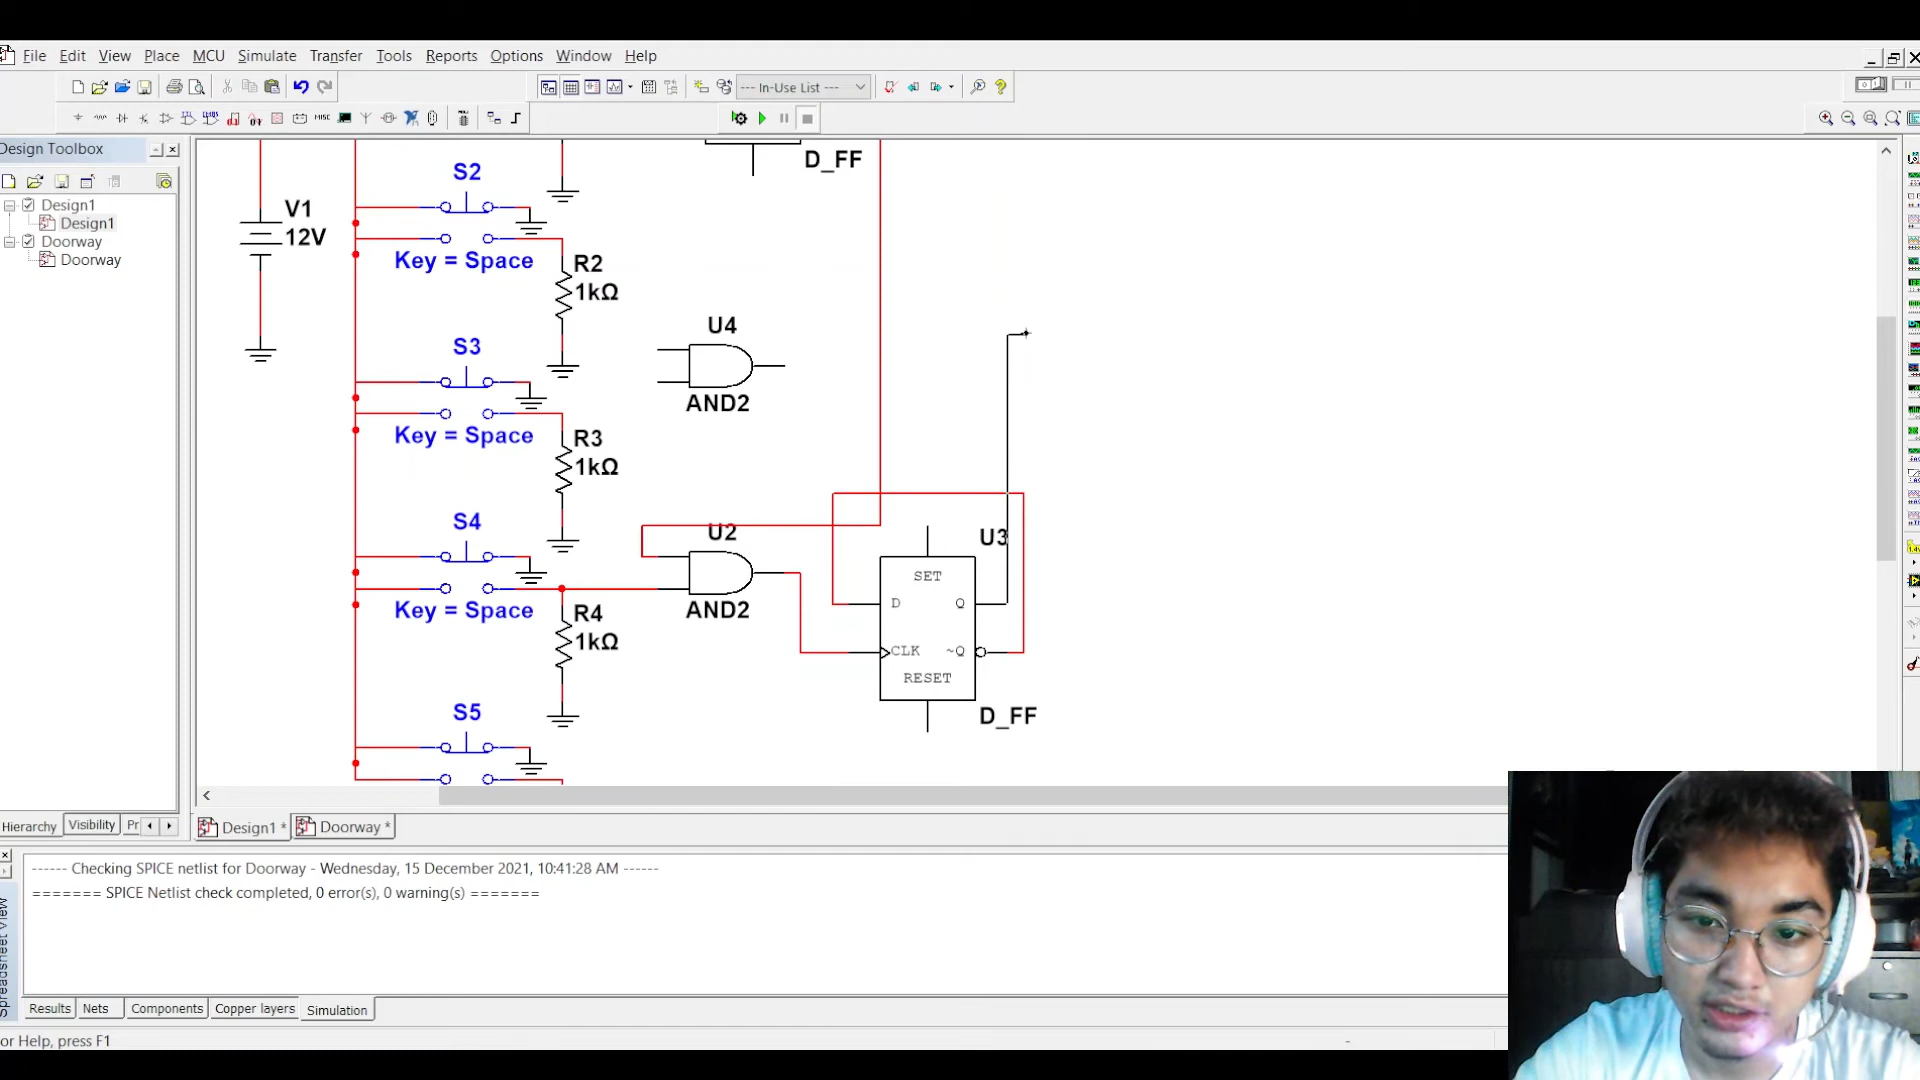 File Edit View Place MCU Simulate Transfer Tools Reports Options Window Help
--- In-Use List ---
MISC
Design Toolbox
Design1
Design1
Doorway
Doorway
V1
12V
S2
Key = Space
R2
1kΩ
S3
Key = Space
R3
1kΩ
S4
Key = Space
R4
1kΩ
S5
D_FF
U4
AND2
U2
AND2
U3
SET
D Q
CLK ~Q
RESET
D_FF
Hierarchy Visibility Pr
Design1 * Doorway *
------ Checking SPICE netlist for Doorway - Wednesday, 15 December 2021, 10:41:28 AM ------
======= SPICE Netlist check completed, 0 error(s), 0 warning(s) =======
Spreadsheet View
Results Nets Components Copper layers Simulation
or Help, press F1
-